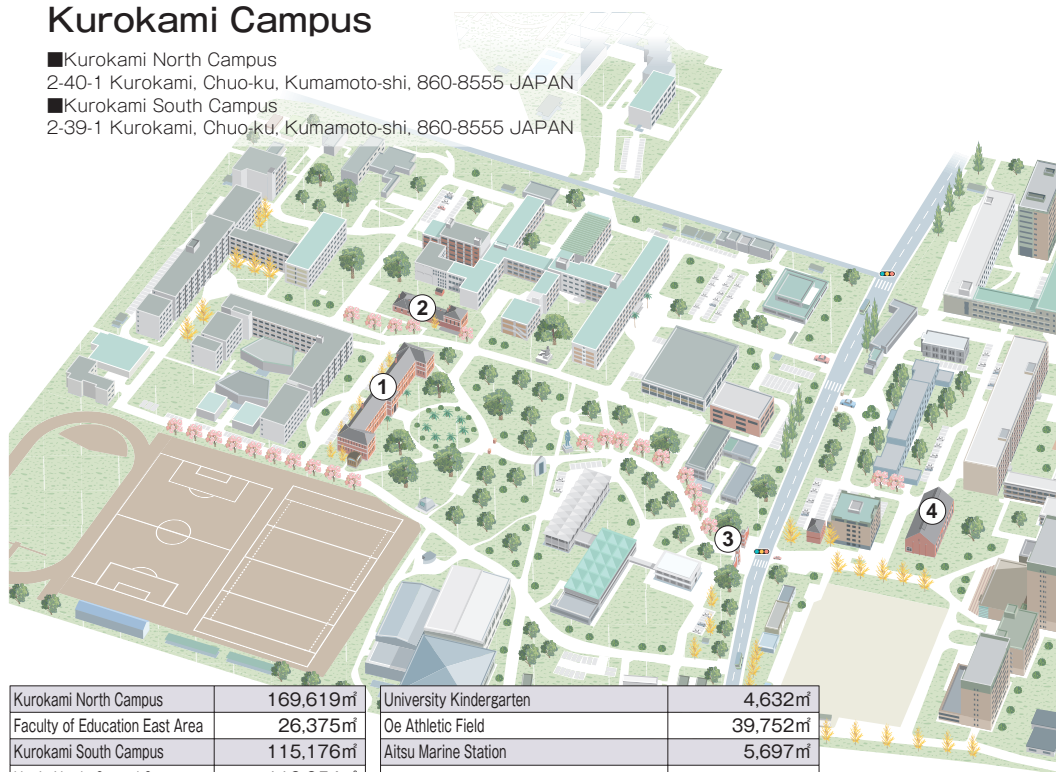 Kurokami Campus
■Kurokami North Campus
2-40-1 Kurokami, Chuo-ku, Kumamoto-shi, 860-8555 JAPAN
■Kurokami South Campus
2-39-1 Kurokami, Chuo-ku, Kumamoto-shi, 860-8555 JAPAN
2
1
4
3
Kurokami North Campus 169,619㎡ University Kindergarten 4,632㎡
Faculty of Education East Area 26,375㎡ Oe Athletic Field 39,752㎡
Kurokami South Campus 115,176㎡ Aitsu Marine Station 5,697㎡